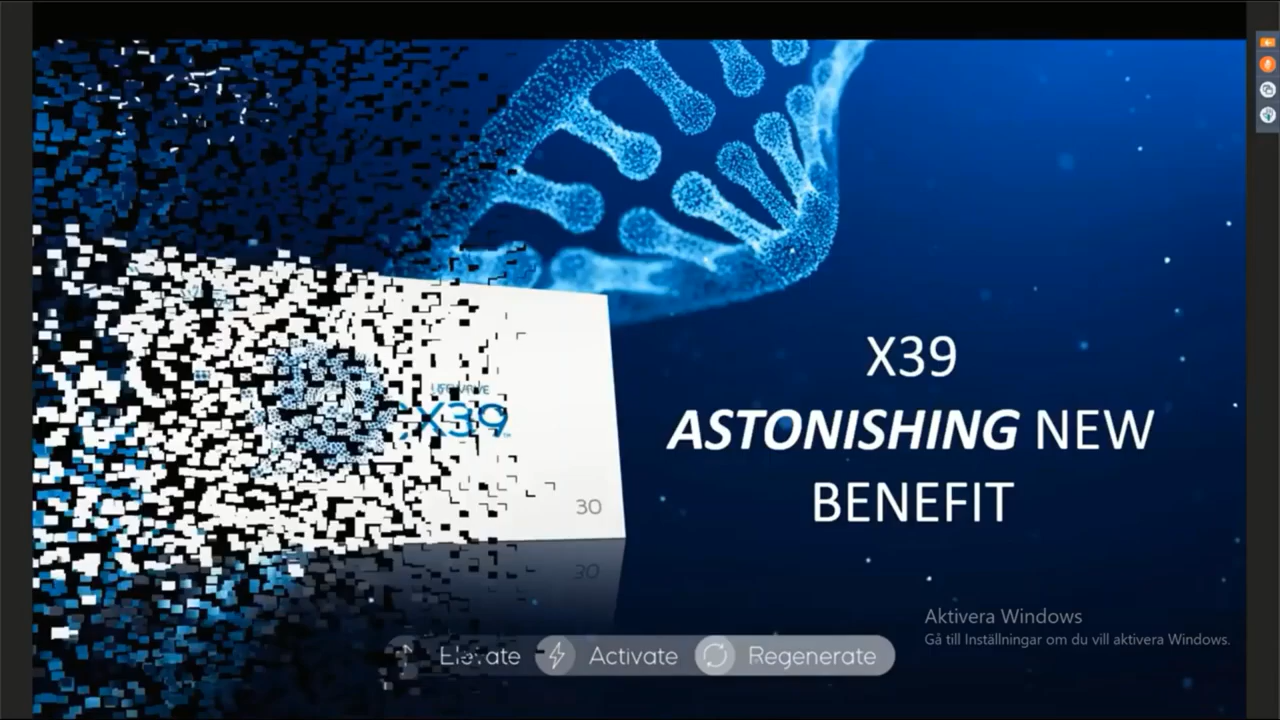 X39
30
30
X39
ASTONISHING NEW
BENEFIT
Aktivera Windows
Gå till Inställningar om du vill aktivera Windows.
Elevate
Activate
Regenerate